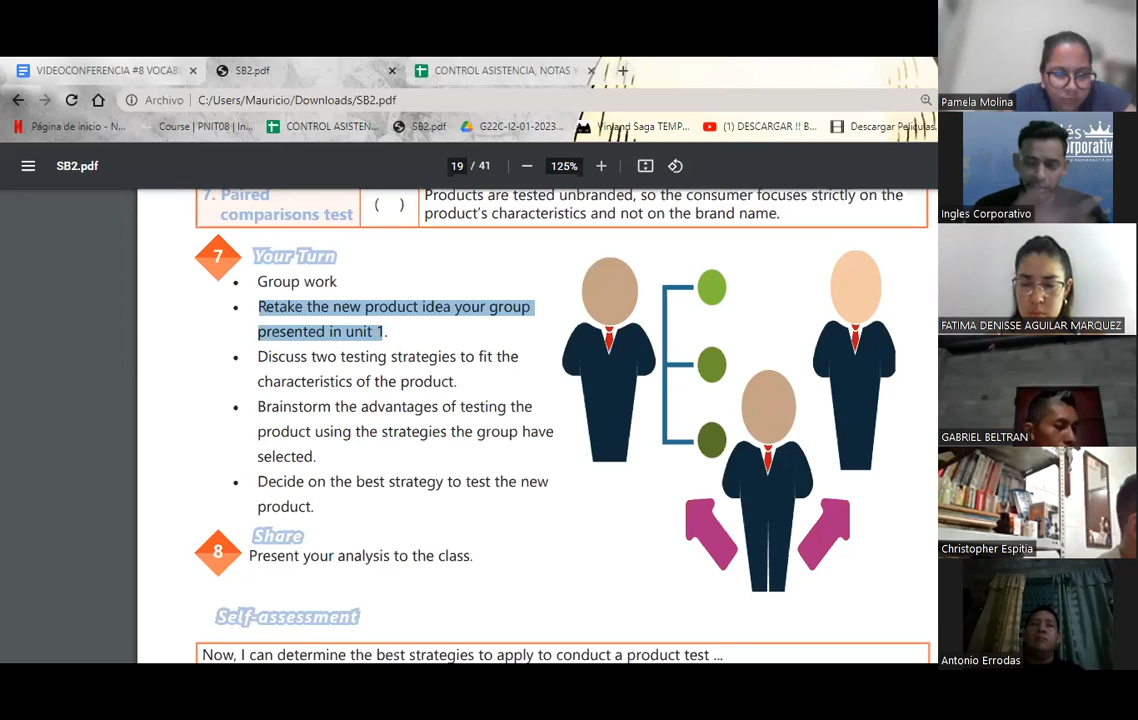 VIDEOCONFERENCIA #8 VOCAB
SB2.pdf
CONTROL ASISTENCIA, NOTAS Y
Archivo
C:/Users/Mauricio/Downloads/SB2.pdf
Página de inicio - N...
Course | PNIT08 | In...
CONTROL ASISTEN...
SB2.pdf
G22C-I2-01-2023...
Vinland Saga TEMP...
(1) DESCARGAR !! B...
Descargar Peliculas
SB2.pdf
19 / 41
125%
7. Paired
comparisons test
( )
Products are tested unbranded, so the consumer focuses strictly on the
product's characteristics and not on the brand name.
7
Your Turn
• Group work
• Retake the new product idea your group
presented in unit 1.
• Discuss two testing strategies to fit the
characteristics of the product.
• Brainstorm the advantages of testing the
product using the strategies the group have
selected.
• Decide on the best strategy to test the new
product.
8
Share
Present your analysis to the class.
Self-assessment
Now, I can determine the best strategies to apply to conduct a product test ...
Pamela Molina
Ingles Corporativo
FATIMA DENISSE AGUILAR MARQUEZ
GABRIEL BELTRAN
Christopher Espitia
Antonio Errodas